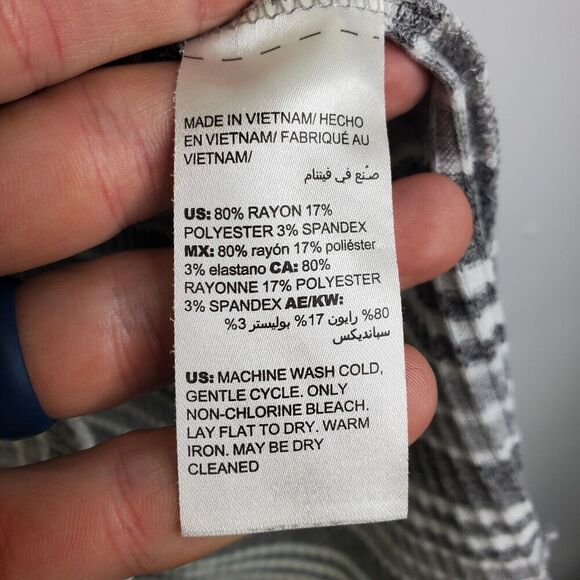 MADE IN VIETNAM/ HECHO
EN VIETNAM/ FABRIQUÉ AU
VIETNAM/
صنع في فيتنام
US: 80% RAYON 17%
POLYESTER 3% SPANDEX
MX: 80% rayón 17% poliéster
3% elastano CA: 80%
RAYONNE 17% POLYESTER
3% SPANDEX AE/KW:
80% رايون 17% بوليستر 3%
سبانديكس
US: MACHINE WASH COLD,
GENTLE CYCLE. ONLY
NON-CHLORINE BLEACH.
LAY FLAT TO DRY. WARM
IRON. MAY BE DRY
CLEANED